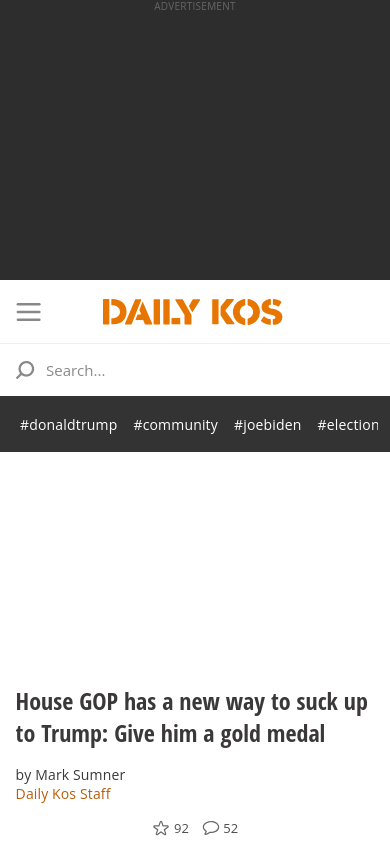 ADVERTISEMENT
DAILY KOS
Search...
#donaldtrump #community #joebiden #election
House GOP has a new way to suck up
to Trump: Give him a gold medal
by Mark Sumner
Daily Kos Staff
92 52